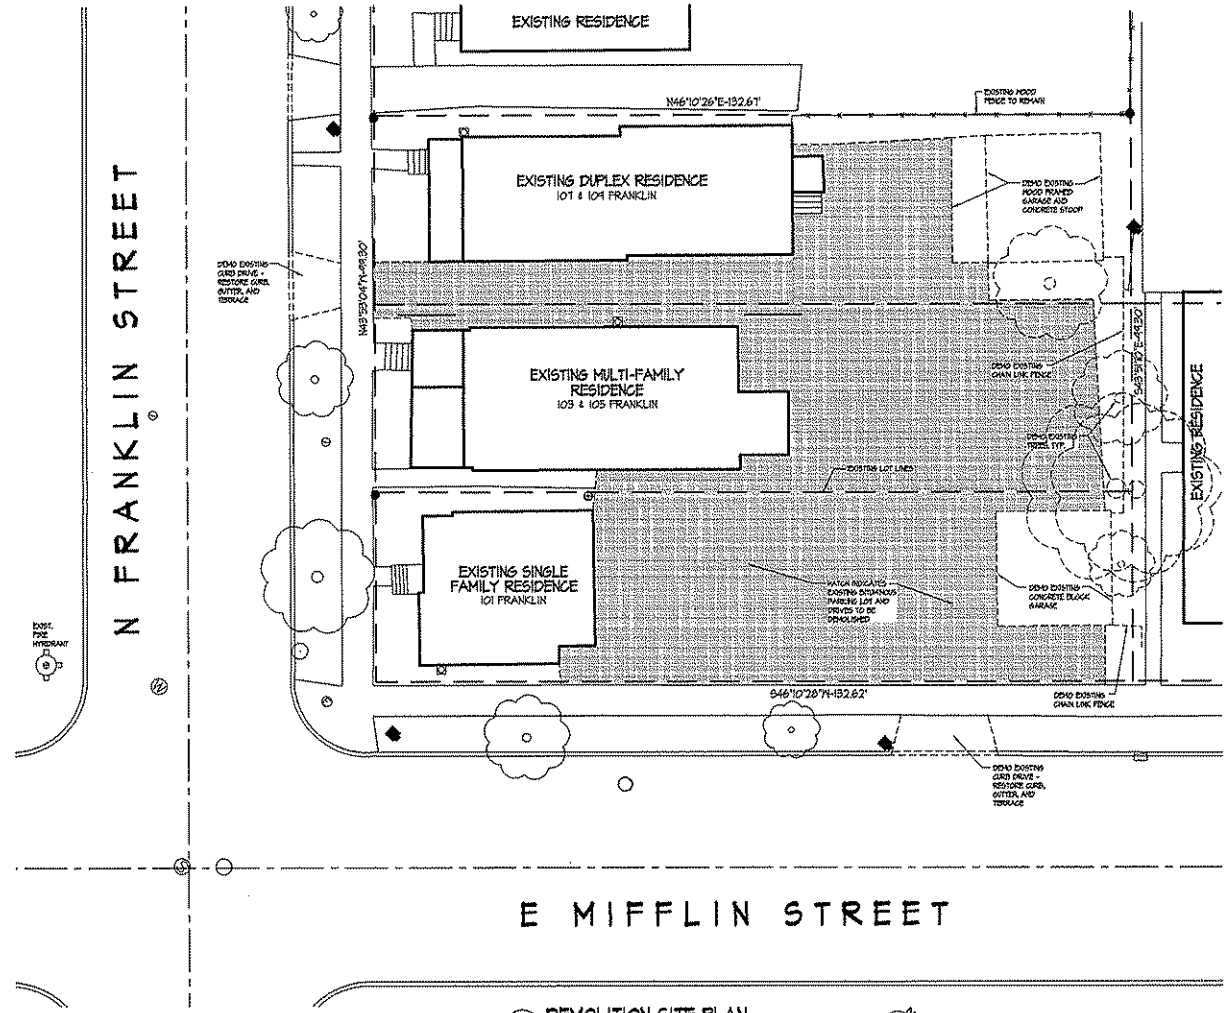 EXISTING RESIDENCE
N46°10'26"E-132.67'
EXISTING WOOD
FENCE TO REMAIN
EXISTING DUPLEX RESIDENCE
107 & 109 FRANKLIN
DEMO EXISTING
WOOD FRAMED
GARAGE AND
CONCRETE STOOP
N FRANKLIN STREET
DEMO EXISTING
CURB DRIVE -
RESTORE CURB,
GUTTER, AND
TERRACE
EXISTING MULTI-FAMILY
RESIDENCE
103 & 105 FRANKLIN
DEMO EXISTING
CHAIN LINK FENCE
DEMO EXISTING
TREES, TYP.
EXISTING RESIDENCE
EXISTING LOT LINES
EXISTING SINGLE
FAMILY RESIDENCE
101 FRANKLIN
HATCH INDICATES
EXISTING BITUMINOUS
PARKING LOT AND
DRIVES TO BE
DEMOLISHED
DEMO EXISTING
CONCRETE BLOCK
GARAGE
EXIST.
FIRE
HYDRANT
S46°10'28"W-132.62'
DEMO EXISTING
CHAIN LINK FENCE
DEMO EXISTING
CURB DRIVE -
RESTORE CURB,
GUTTER, AND
TERRACE
E MIFFLIN STREET
DEMOLITION SITE PLAN